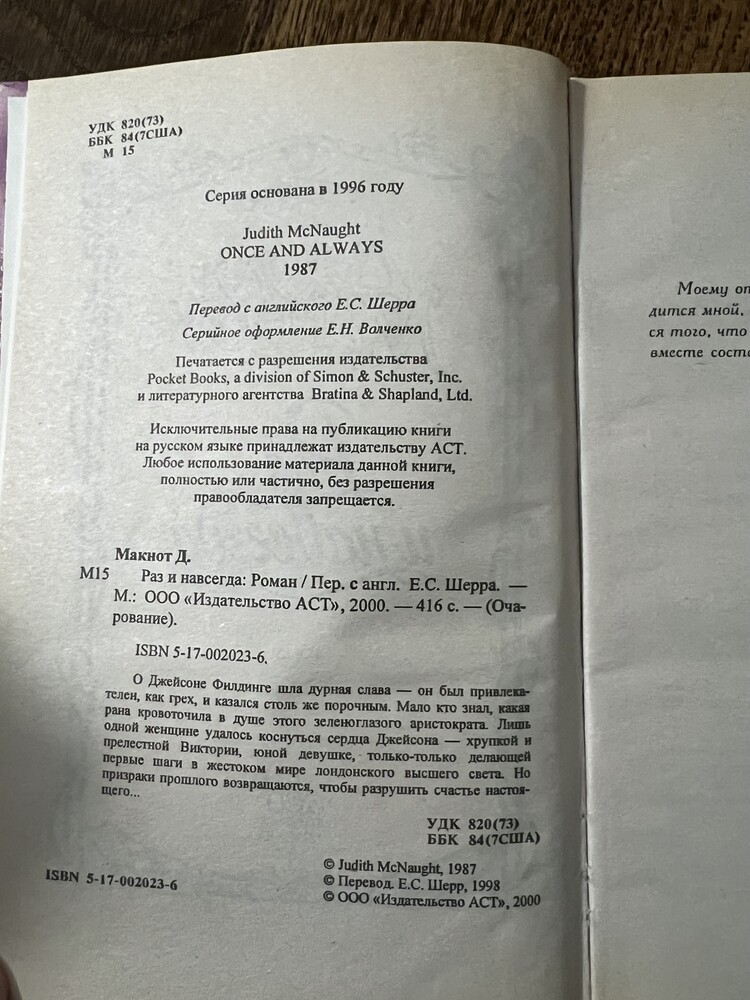 УДК 820(73)
ББК 84(7США)
М 15
Серия основана в 1996 году
Judith McNaught
ONCE AND ALWAYS
1987
Перевод с английского Е.С. Шерра
Серийное оформление Е.Н. Волченко
Печатается с разрешения издательства
Pocket Books, a division of Simon & Schuster, Inc.
и литературного агентства Bratina & Shapland, Ltd.
Исключительные права на публикацию книги
на русском языке принадлежат издательству АСТ.
Любое использование материала данной книги,
полностью или частично, без разрешения
правообладателя запрещается.
Макнот Д.
М15 Раз и навсегда: Роман / Пер. с англ. Е.С. Шерра. —
М.: ООО «Издательство АСТ», 2000. — 416 с. — (Оча-
рование).
ISBN 5-17-002023-6.
О Джейсоне Филдинге шла дурная слава — он был привлека-
телен, как грех, и казался столь же порочным. Мало кто знал, какая
рана кровоточила в душе этого зеленоглазого аристократа. Лишь
одной женщине удалось коснуться сердца Джейсона — хрупкой и
прелестной Виктории, юной девушке, только-только делающей
первые шаги в жестоком мире лондонского высшего света. Но
призраки прошлого возвращаются, чтобы разрушить счастье настоя-
щего...
УДК 820(73)
ББК 84(7США)
© Judith McNaught, 1987
ISBN 5-17-002023-6
© Перевод. Е.С. Шерр, 1998
© ООО «Издательство АСТ», 2000
Моему от
дится мной,
ся того, что
вместе соста